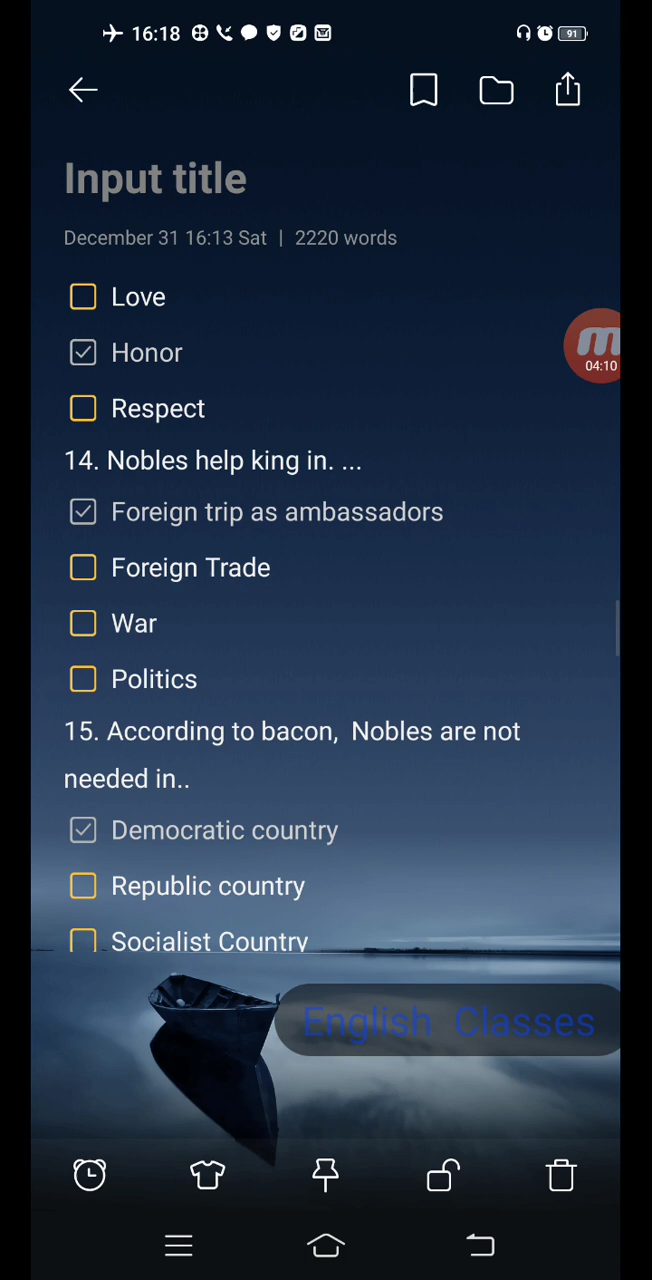 16:18
91
Input title
December 31 16:13 Sat | 2220 words
Love
Honor
04:10
Respect
14. Nobles help king in. ...
Foreign trip as ambassadors
Foreign Trade
War
Politics
15. According to bacon, Nobles are not
needed in..
Democratic country
Republic country
Socialist Country
English Classes